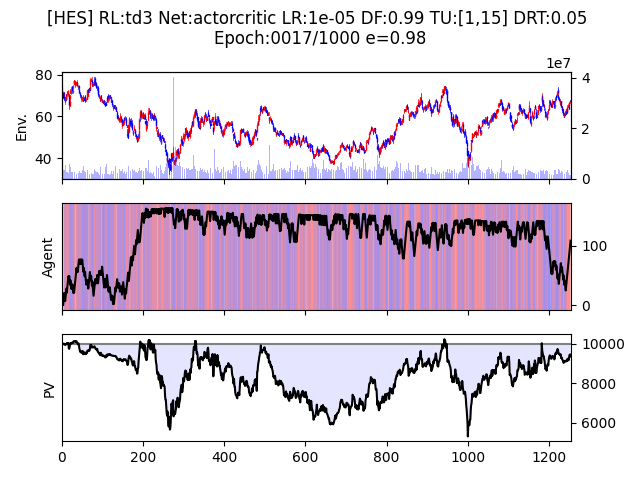 [HES] RL:td3 Net:actorcritic LR:1e-05 DF:0.99 TU:[1,15] DRT:0.05
Epoch:0017/1000 e=0.98
1e7
80
60
40
Env.
4
2
0
Agent
100
0
PV
10000
8000
6000
0 200 400 600 800 1000 1200